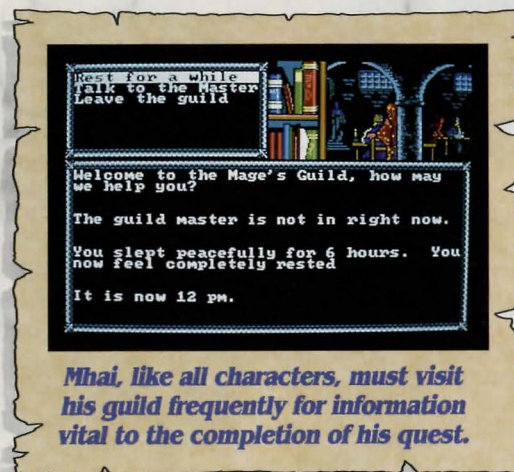 Rest for a while
Talk to the Master
Leave the guild
Welcome to the Mage's Guild, how may
we help you?
The guild master is not in right now.
You slept peacefully for 6 hours. You
now feel completely rested
It is now 12 pm.
Mhai, like all characters, must visit
his guild frequently for information
vital to the completion of his quest.